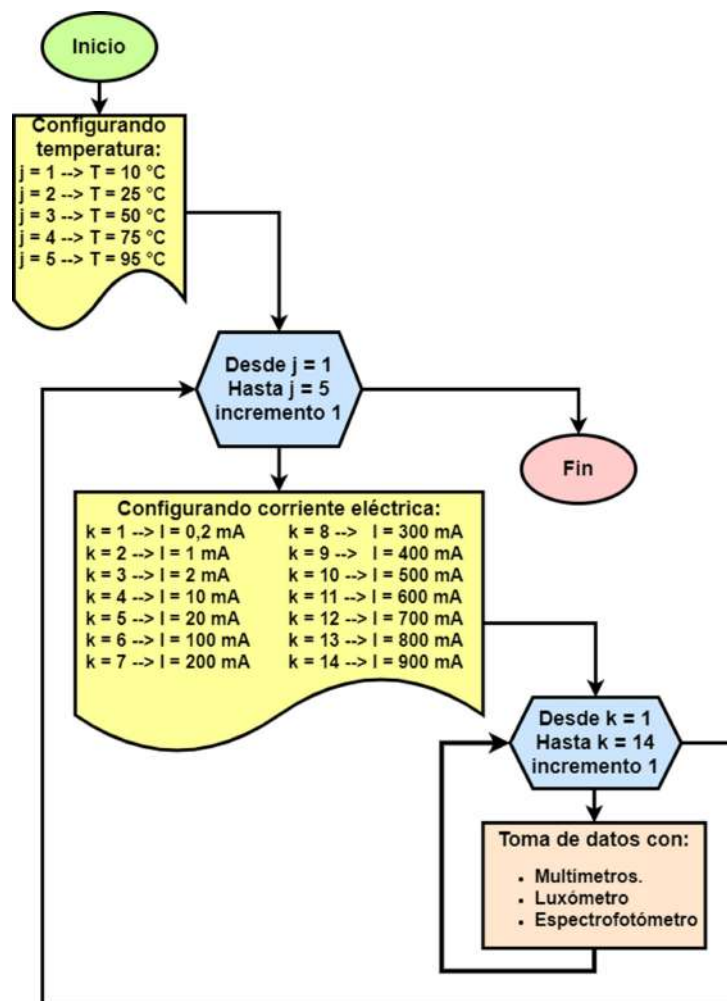 Inicio
Configurando
temperatura:
j = 1 --> T = 10 °C
j = 2 --> T = 25 °C
j = 3 --> T = 50 °C
j = 4 --> T = 75 °C
j = 5 --> T = 95 °C
Desde j = 1
Hasta j = 5
incremento 1
Fin
Configurando corriente eléctrica:
k = 1 --> I = 0,2 mA
k = 2 --> I = 1 mA
k = 3 --> I = 2 mA
k = 4 --> I = 10 mA
k = 5 --> I = 20 mA
k = 6 --> I = 100 mA
k = 7 --> I = 200 mA
k = 8 --> I = 300 mA
k = 9 --> I = 400 mA
k = 10 --> I = 500 mA
k = 11 --> I = 600 mA
k = 12 --> I = 700 mA
k = 13 --> I = 800 mA
k = 14 --> I = 900 mA
Desde k = 1
Hasta k = 14
incremento 1
Toma de datos con:
• Multímetros.
• Luxómetro
• Espectrofotómetro